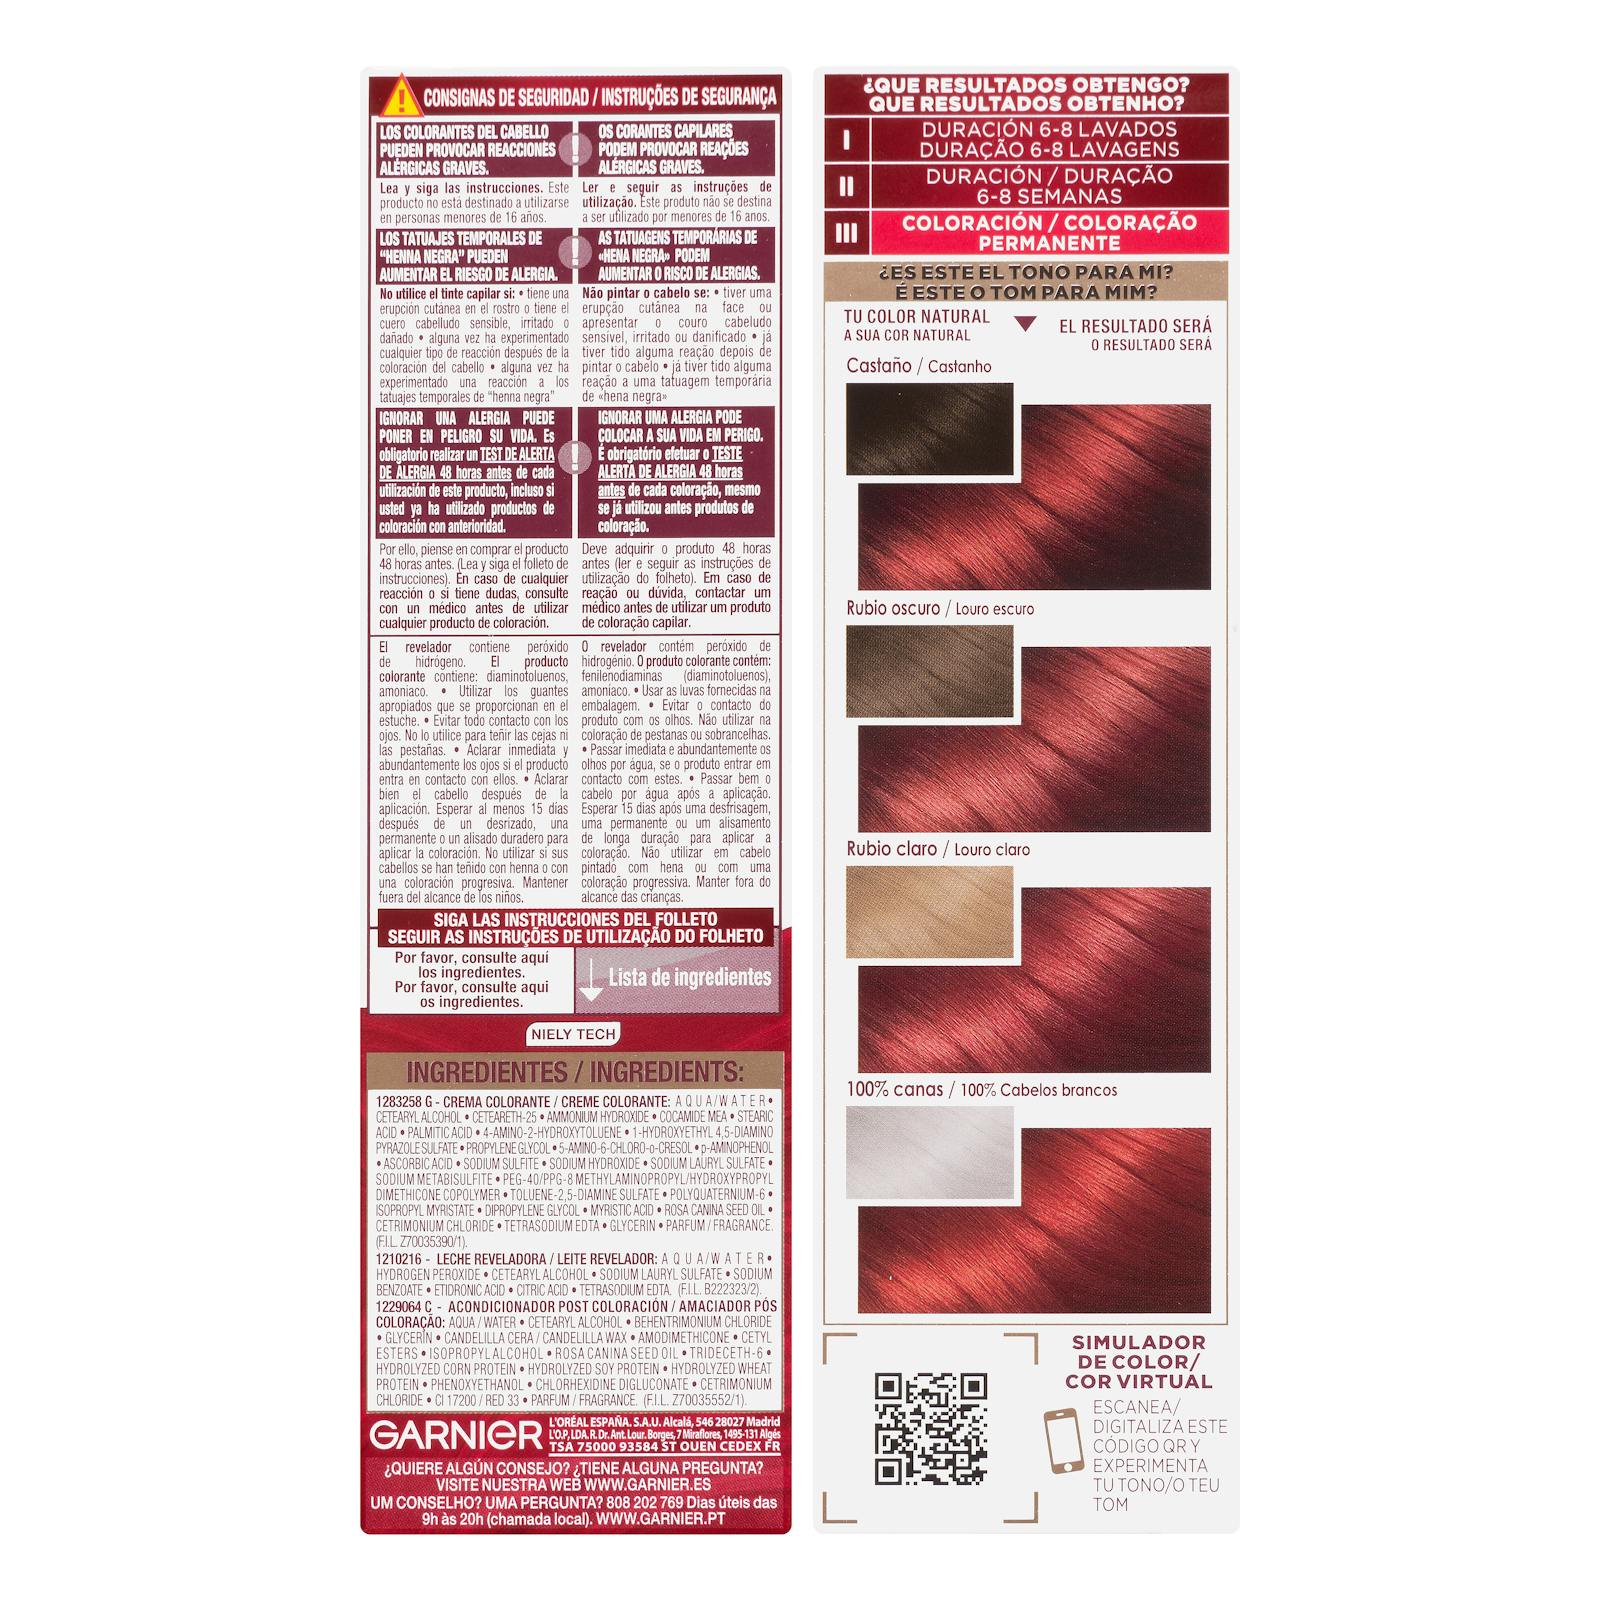 CONSIGNAS DE SEGURIDAD / INSTRUÇÕES DE SEGURANÇA
LOS COLORANTES DEL CABELLO
PUEDEN PROVOCAR REACCIONES
ALÉRGICAS GRAVES.
OS CORANTES CAPILARES
PODEM PROVOCAR REAÇÕES
ALÉRGICAS GRAVES.
Lea y siga las instrucciones. Este
producto no está destinado a utilizarse
en personas menores de 16 años.
Ler e seguir as instruções de
utilização. Este produto não se destina
a ser utilizado por menores de 16 anos.
LOS TATUAJES TEMPORALES DE
"HENNA NEGRA" PUEDEN
AUMENTAR EL RIESGO DE ALERGIA.
AS TATUAGENS TEMPORÁRIAS DE
«HENA NEGRA» PODEM
AUMENTAR O RISCO DE ALERGIAS.
No utilice el tinte capilar si: • tiene una
erupción cutánea en el rostro o tiene el
cuero cabelludo sensible, irritado o
dañado • alguna vez ha experimentado
cualquier tipo de reacción después de la
coloración del cabello • alguna vez ha
experimentado una reacción a los
tatuajes temporales de "henna negra"
Não pintar o cabelo se: • tiver uma
erupção cutânea na face ou
apresentar o couro cabeludo
sensível, irritado ou danificado • já
tiver tido alguma reação depois de
pintar o cabelo • já tiver tido alguma
reação a uma tatuagem temporária
de «hena negra»
IGNORAR UNA ALERGIA PUEDE
PONER EN PELIGRO SU VIDA. Es
obligatorio realizar un TEST DE ALERTA
DE ALERGIA 48 horas antes de cada
utilización de este producto, incluso si
usted ya ha utilizado productos de
coloración con anterioridad.
IGNORAR UMA ALERGIA PODE
COLOCAR A SUA VIDA EM PERIGO.
É obrigatório efetuar o TESTE
ALERTA DE ALERGIA 48 horas
antes de cada coloração, mesmo
se já utilizou antes produtos de
coloração.
Por ello, piense en comprar el producto
48 horas antes. (Lea y siga el folleto de
instrucciones). En caso de cualquier
reacción o si tiene dudas, consulte
con un médico antes de utilizar
cualquier producto de coloración.
Deve adquirir o produto 48 horas
antes (ler e seguir as instruções de
utilização do folheto). Em caso de
reação ou dúvida, contactar um
médico antes de utilizar um produto
de coloração capilar.
El revelador contiene peróxido
de hidrógeno. El producto
colorante contiene: diaminotoluenos,
amoniaco. • Utilizar los guantes
apropiados que se proporcionan en el
estuche. • Evitar todo contacto con los
ojos. No lo utilice para teñir las cejas ni
las pestañas. • Aclarar inmediata y
abundantemente los ojos si el producto
entra en contacto con ellos. • Aclarar
bien el cabello después de la
aplicación. Esperar al menos 15 días
después de un desrizado, una
permanente o un alisado duradero para
aplicar la coloración. No utilizar si sus
cabellos se han teñido con henna o con
una coloración progresiva. Mantener
fuera del alcance de los niños.
O revelador contém peróxido de
hidrogénio. O produto colorante contém:
fenilenodiaminas (diaminotoluenos),
amoníaco. • Usar as luvas fornecidas na
embalagem. • Evitar o contacto do
produto com os olhos. Não utilizar na
coloração de pestanas ou sobrancelhas.
• Passar imediata e abundantemente os
olhos por água, se o produto entrar em
contacto com estes. • Passar bem o
cabelo por água após a aplicação.
Esperar 15 dias após uma desfrisagem,
uma permanente ou um alisamento
de longa duração para aplicar a
coloração. Não utilizar em cabelo
pintado com hena ou com uma
coloração progressiva. Manter fora do
alcance das crianças.
SIGA LAS INSTRUCCIONES DEL FOLLETO
SEGUIR AS INSTRUÇÕES DE UTILIZAÇÃO DO FOLHETO
Por favor, consulte aquí
los ingredientes.
Por favor, consulte aqui
os ingredientes.
Lista de ingredientes
NIELY TECH
INGREDIENTES / INGREDIENTS:
1283258 G - CREMA COLORANTE / CREME COLORANTE: AQUA/WATER •
CETEARYL ALCOHOL • CETEARETH-25 • AMMONIUM HYDROXIDE • COCAMIDE MEA • STEARIC
ACID • PALMITIC ACID • 4-AMINO-2-HYDROXYTOLUENE • 1-HYDROXYETHYL 4,5-DIAMINO
PYRAZOLE SULFATE • PROPYLENE GLYCOL • 5-AMINO-6-CHLORO-o-CRESOL • p-AMINOPHENOL
• ASCORBIC ACID • SODIUM SULFITE • SODIUM HYDROXIDE • SODIUM LAURYL SULFATE •
SODIUM METABISULFITE • PEG-40/PPG-8 METHYLAMINOPROPYL/HYDROXYPROPYL
DIMETHICONE COPOLYMER • TOLUENE-2,5-DIAMINE SULFATE • POLYQUATERNIUM-6 •
ISOPROPYL MYRISTATE • DIPROPYLENE GLYCOL • MYRISTIC ACID • ROSA CANINA SEED OIL •
CETRIMONIUM CHLORIDE • TETRASODIUM EDTA • GLYCERIN • PARFUM / FRAGRANCE.
(F.I.L. Z70035390/1).
1210216 - LECHE REVELADORA / LEITE REVELADOR: AQUA/WATER •
HYDROGEN PEROXIDE • CETEARYL ALCOHOL • SODIUM LAURYL SULFATE • SODIUM
BENZOATE • ETIDRONIC ACID • CITRIC ACID • TETRASODIUM EDTA. (F.I.L. B222323/2).
1229064 C - ACONDICIONADOR POST COLORACIÓN / AMACIADOR PÓS
COLORAÇÃO: AQUA / WATER • CETEARYL ALCOHOL • BEHENTRIMONIUM CHLORIDE
• GLYCERIN • CANDELILLA CERA / CANDELILLA WAX • AMODIMETHICONE • CETYL
ESTERS • ISOPROPYL ALCOHOL • ROSA CANINA SEED OIL • TRIDECETH-6 •
HYDROLYZED CORN PROTEIN • HYDROLYZED SOY PROTEIN • HYDROLYZED WHEAT
PROTEIN • PHENOXYETHANOL • CHLORHEXIDINE DIGLUCONATE • CETRIMONIUM
CHLORIDE • CI 17200 / RED 33 • PARFUM / FRAGRANCE. (F.I.L. Z70035552/1).
GARNIER
L'ORÉAL ESPAÑA. S.A.U. Alcalá, 546 28027 Madrid
L'O.P, LDA. R. Dr. Ant. Lour. Borges, 7 Miraflores, 1495-131 Algés
TSA 75000 93584 ST OUEN CEDEX FR
¿QUIERE ALGÚN CONSEJO? ¿TIENE ALGUNA PREGUNTA?
VISITE NUESTRA WEB WWW.GARNIER.ES
UM CONSELHO? UMA PERGUNTA? 808 202 769 Dias úteis das
9h às 20h (chamada local). WWW.GARNIER.PT
¿QUE RESULTADOS OBTENGO?
QUE RESULTADOS OBTENHO?
I
DURACIÓN 6-8 LAVADOS
DURAÇÃO 6-8 LAVAGENS
II
DURACIÓN / DURAÇÃO
6-8 SEMANAS
III
COLORACIÓN / COLORAÇÃO
PERMANENTE
¿ES ESTE EL TONO PARA MI?
É ESTE O TOM PARA MIM?
TU COLOR NATURAL
A SUA COR NATURAL
EL RESULTADO SERÁ
O RESULTADO SERÁ
Castaño / Castanho
Rubio oscuro / Louro escuro
Rubio claro / Louro claro
100% canas / 100% Cabelos brancos
SIMULADOR
DE COLOR/
COR VIRTUAL
ESCANEA/
DIGITALIZA ESTE
CÓDIGO QR Y
EXPERIMENTA
TU TONO/O TEU
TOM